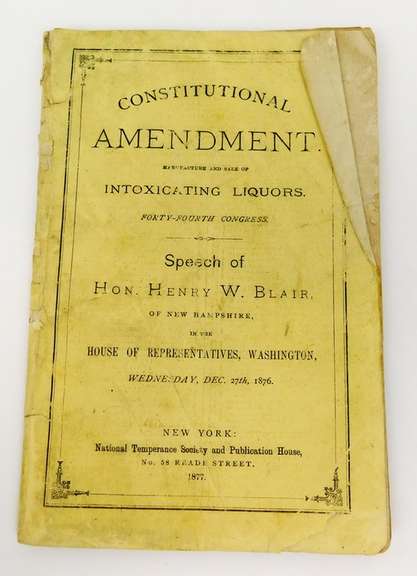 CONSTITUTIONAL
AMENDMENT.
MANUFACTURE AND SALE OF
INTOXICATING LIQUORS.
FORTY-FOURTH CONGRESS.
Speech of
HON. HENRY W. BLAIR,
OF NEW HAMPSHIRE,
IN THE
HOUSE OF REPRESENTATIVES, WASHINGTON,
WEDNESDAY, DEC. 27th, 1876.
NEW YORK:
National Temperance Society and Publication House,
No. 58 READE STREET,
1877.